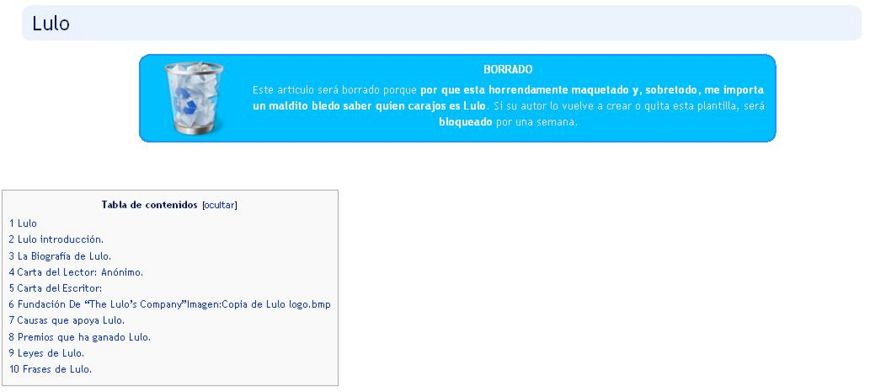 Lulo
BORRADO
Este artículo será borrado porque por que esta horrendamente maquetado y, sobretodo, me importa
un maldito bledo saber quien carajos es Lulo. Si su autor lo vuelve a crear o quita esta plantilla, será
bloqueado por una semana.
Tabla de contenidos [ocultar]
1 Lulo
2 Lulo introducción.
3 La Biografía de Lulo.
4 Carta del Lector: Anónimo.
5 Carta del Escritor:
6 Fundación De “The Lulo’s Company”Imagen:Copia de Lulo logo.bmp
7 Causas que apoya Lulo.
8 Premios que ha ganado Lulo.
9 Leyes de Lulo.
10 Frases de Lulo.